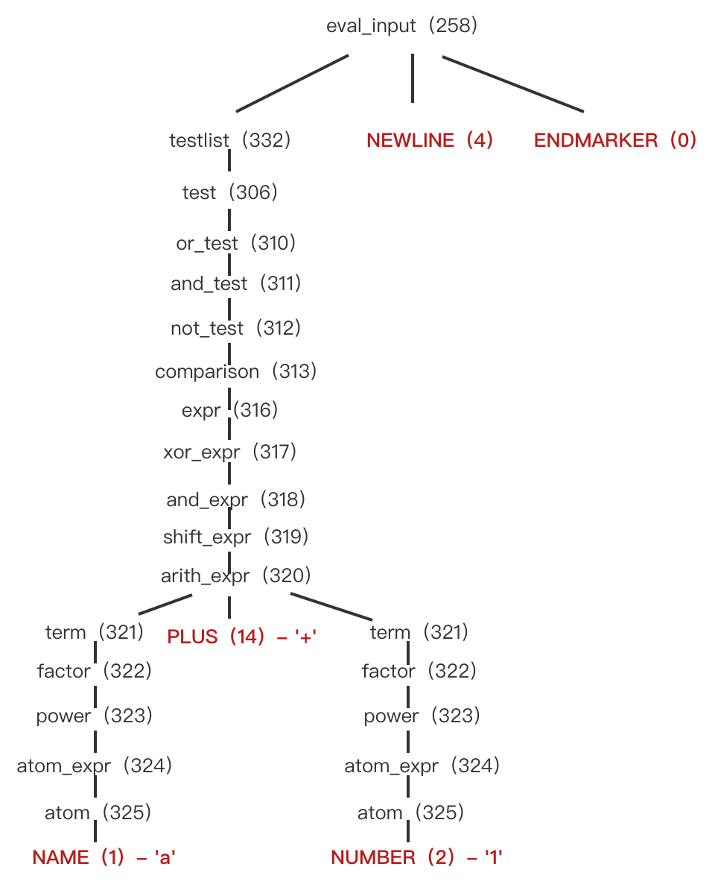 eval_input (258)
testlist (332) NEWLINE (4) ENDMARKER (0)
test (306)
or_test (310)
and_test (311)
not_test (312)
comparison (313)
expr (316)
xor_expr (317)
and_expr (318)
shift_expr (319)
arith_expr (320)
term (321) PLUS (14) – '+' term (321)
factor (322) factor (322)
power (323) power (323)
atom_expr (324) atom_expr (324)
atom (325) atom (325)
NAME (1) – 'a' NUMBER (2) – '1'